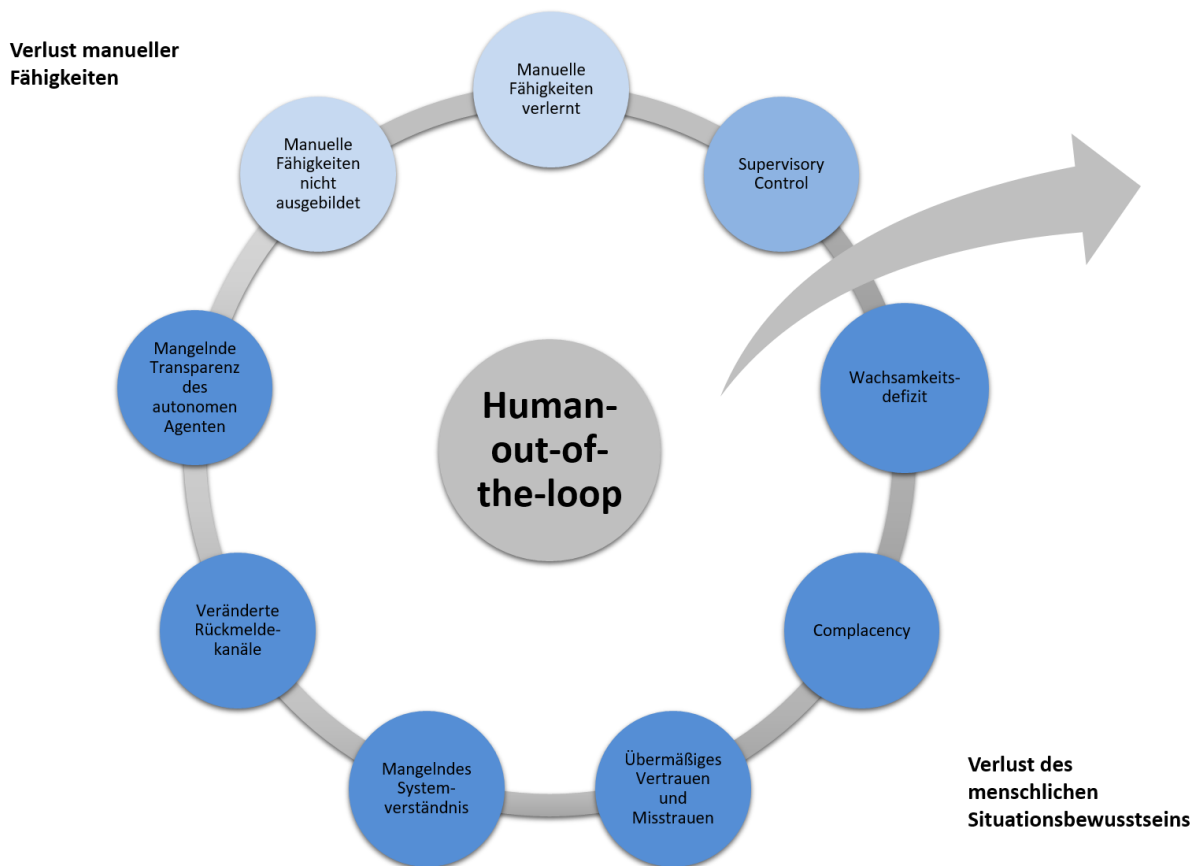 Verlust manueller
Fähigkeiten
Manuelle
Fähigkeiten
verlernt
Manuelle
Fähigkeiten
nicht
ausgebildet
Supervisory
Control
Mangelnde
Transparenz
des
autonomen
Agenten
Human-
out-of-
the-loop
Wachsamkeits-
defizit
Veränderte
Rückmelde-
kanäle
Complacency
Mangelndes
System-
verständnis
Übermäßiges
Vertrauen
und
Misstrauen
Verlust des
menschlichen
Situationsbewusstseins